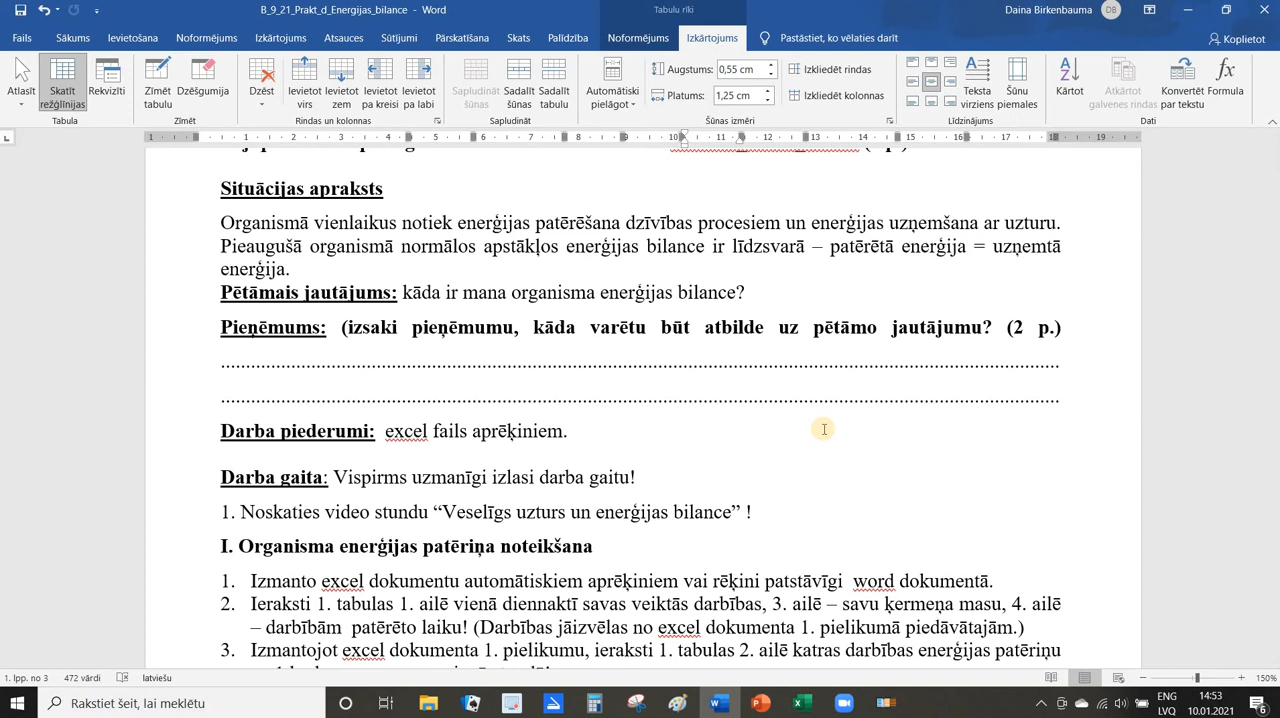 B_9_21_Prakt_d_Energijas_bilance - Word
Tabulu rīki
Daina Birkenbauma DB
Fails Sākums Ievietošana Noformējums Izkārtojums Atsauces Sūtījumi Pārskatīšana Skats Palīdzība Noformējums Izkārtojums Pastāstiet, ko vēlaties darīt Koplietot
Atlasīt
Skatīt režģlīnijas
Rekvizīti
Zīmēt tabulu
Dzēšgumija
Dzēst
Ievietot virs
Ievietot zem
Ievietot pa kreisi
Ievietot pa labi
Sapludināt šūnas
Sadalīt šūnas
Sadalīt tabulu
Automātiski pielāgot
Augstums: 0,55 cm
Platums: 1,25 cm
Izkliedēt rindas
Izkliedēt kolonnas
Teksta virziens
Šūnu piemales
Kārtot
Atkārtot galvenes rindas
Konvertēt par tekstu
Formula
Tabula Zīmēt Rindas un kolonnas Sapludināt Šūnas izmēri Līdzinājums Dati
Situācijas apraksts
Organismā vienlaikus notiek enerģijas patērēšana dzīvības procesiem un enerģijas uzņemšana ar uzturu.
Pieaugušā organismā normālos apstākļos enerģijas bilance ir līdzsvarā – patērētā enerģija = uzņemtā
enerģija.
Pētāmais jautājums: kāda ir mana organisma enerģijas bilance?
Pieņēmums: (izsaki pieņēmumu, kāda varētu būt atbilde uz pētāmo jautājumu? (2 p.)
Darba piederumi: excel fails aprēķiniem.
Darba gaita: Vispirms uzmanīgi izlasi darba gaitu!
1. Noskaties video stundu “Veselīgs uzturs un enerģijas bilance” !
I. Organisma enerģijas patēriņa noteikšana
1. Izmanto excel dokumentu automātiskiem aprēķiniem vai rēķini patstāvīgi word dokumentā.
2. Ieraksti 1. tabulas 1. ailē vienā diennaktī savas veiktās darbības, 3. ailē – savu ķermeņa masu, 4. ailē
– darbībām patērēto laiku! (Darbības jāizvēlas no excel dokumenta 1. pielikumā piedāvātajām.)
3. Izmantojot excel dokumenta 1. pielikumu, ieraksti 1. tabulas 2. ailē katras darbības enerģijas patēriņu
1. lpp. no 3 472 vārdi latviešu 150%
Rakstiet šeit, lai meklētu
ENG 14:53
LVQ 10.01.2021 6